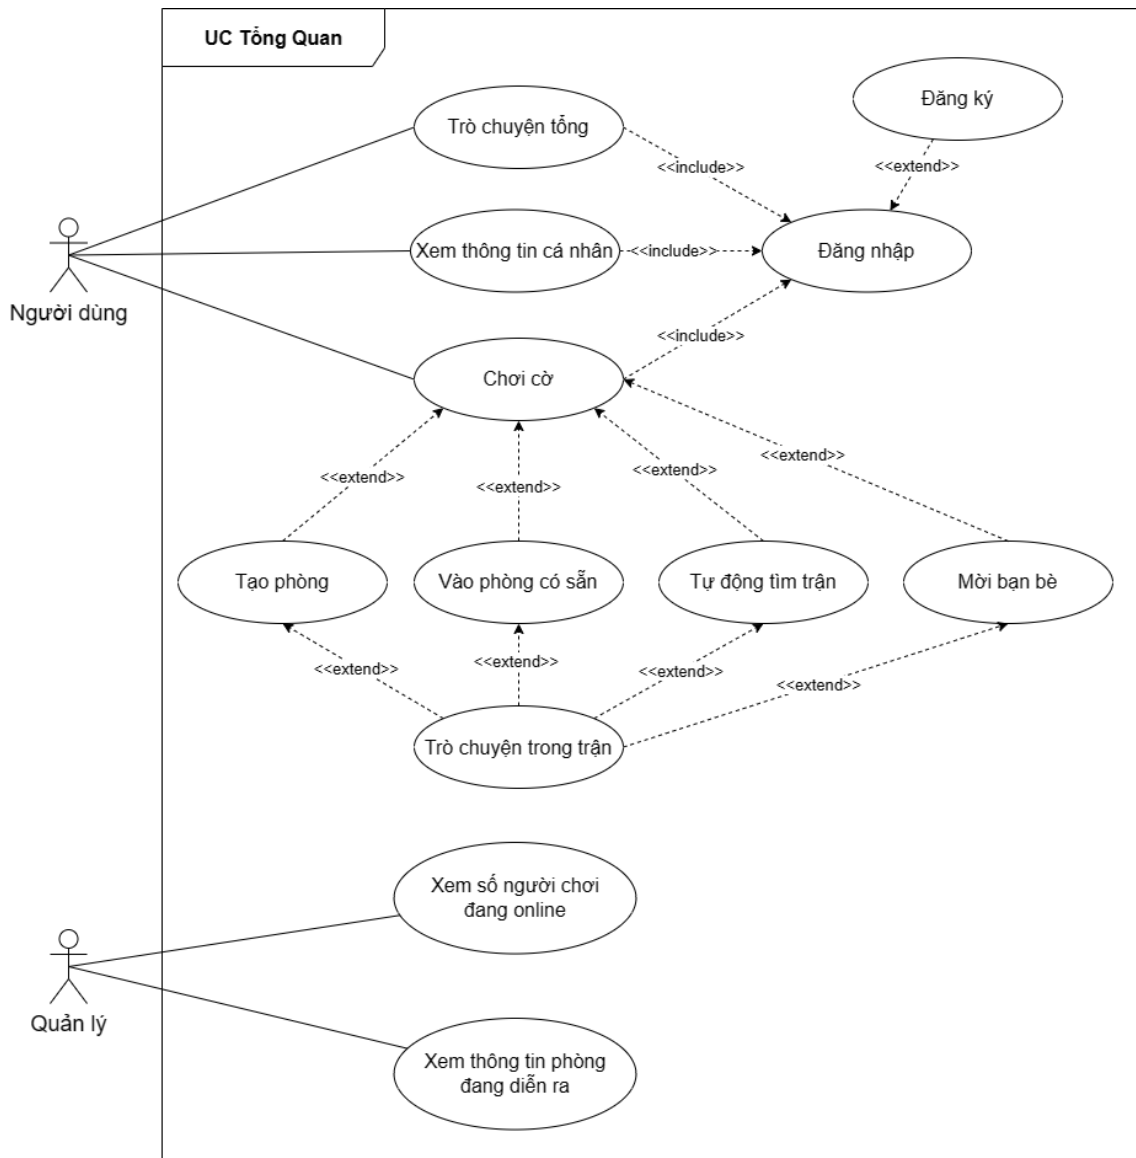 UC Tổng Quan
Đăng ký
Trò chuyện tổng
<<include>>
<<extend>>
Xem thông tin cá nhân
<<include>>
Đăng nhập
Người dùng
<<include>>
Chơi cờ
<<extend>>
<<extend>>
<<extend>>
<<extend>>
Tạo phòng
Vào phòng có sẵn
Tự động tìm trận
Mời bạn bè
<<extend>>
<<extend>>
<<extend>>
<<extend>>
Trò chuyện trong trận
Xem số người chơi
đang online
Quản lý
Xem thông tin phòng
đang diễn ra